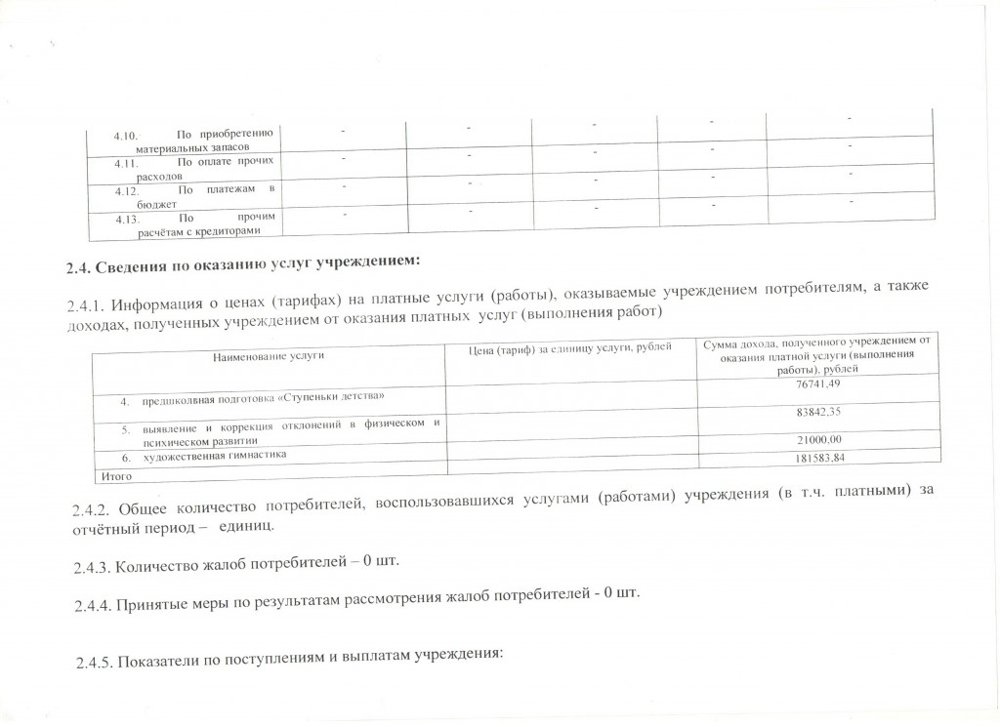 4.10. По приобретению - - - - -
материальных запасов
4.11. По оплате прочих - - - - -
расходов
4.12. По платежам в - - - - -
бюджет
4.13. По прочим - - - - -
расчётам с кредиторами
2.4. Сведения по оказанию услуг учреждением:
2.4.1. Информация о ценах (тарифах) на платные услуги (работы), оказываемые учреждением потребителям, а также
доходах, полученных учреждением от оказания платных услуг (выполнения работ)
Наименование услуги Цена (тариф) за единицу услуги, рублей Сумма дохода, полученного учреждением от
оказания платной услуги (выполнения
работы), рублей
4. предшкольная подготовка «Ступеньки детства» 76741,49
5. выявление и коррекция отклонений в физическом и 83842.35
психическом развитии
6. художественная гимнастика 21000,00
Итого 181583,84
2.4.2. Общее количество потребителей, воспользовавшихся услугами (работами) учреждения (в т.ч. платными) за
отчётный период – единиц.
2.4.3. Количество жалоб потребителей – 0 шт.
2.4.4. Принятые меры по результатам рассмотрения жалоб потребителей - 0 шт.
2.4.5. Показатели по поступлениям и выплатам учреждения: